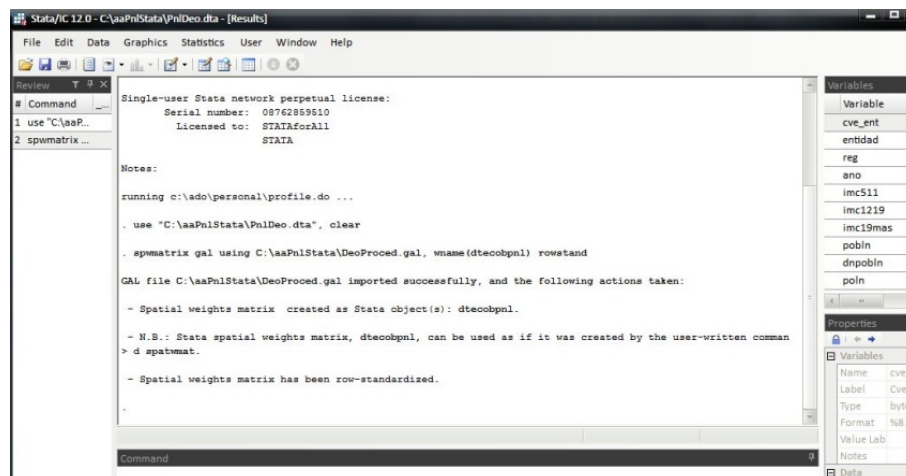 Stata/IC 12.0 - C:\aaPnlStata\PnlDeo.dta - [Results]
File Edit Data Graphics Statistics User Window Help
Review
# Command
1 use "C:\aaP...
2 spwmatrix ...
Single-user Stata network perpetual license:
Serial number: 08762859510
Licensed to: STATAforAll
STATA
Notes:
running c:\ado\personal\profile.do ...
. use "C:\aaPnlStata\PnlDeo.dta", clear
. spwmatrix gal using C:\aaPnlStata\DeoProced.gal, wname(dtecobpnl) rowstand
GAL file C:\aaPnlStata\DeoProced.gal imported successfully, and the following actions taken:
- Spatial weights matrix created as Stata object(s): dtecobpnl.
- N.B.: Stata spatial weights matrix, dtecobpnl, can be used as if it was created by the user-written comman
> d spatwmat.
- Spatial weights matrix has been row-standardized.
.
Command
Variables
Variable
cve_ent
entidad
reg
ano
imc511
imc1219
imc19mas
pobln
dnpobln
poln
Properties
Variables
Name cve
Label Cve
Type byt
Format %8.
Value Lab
Notes
Data